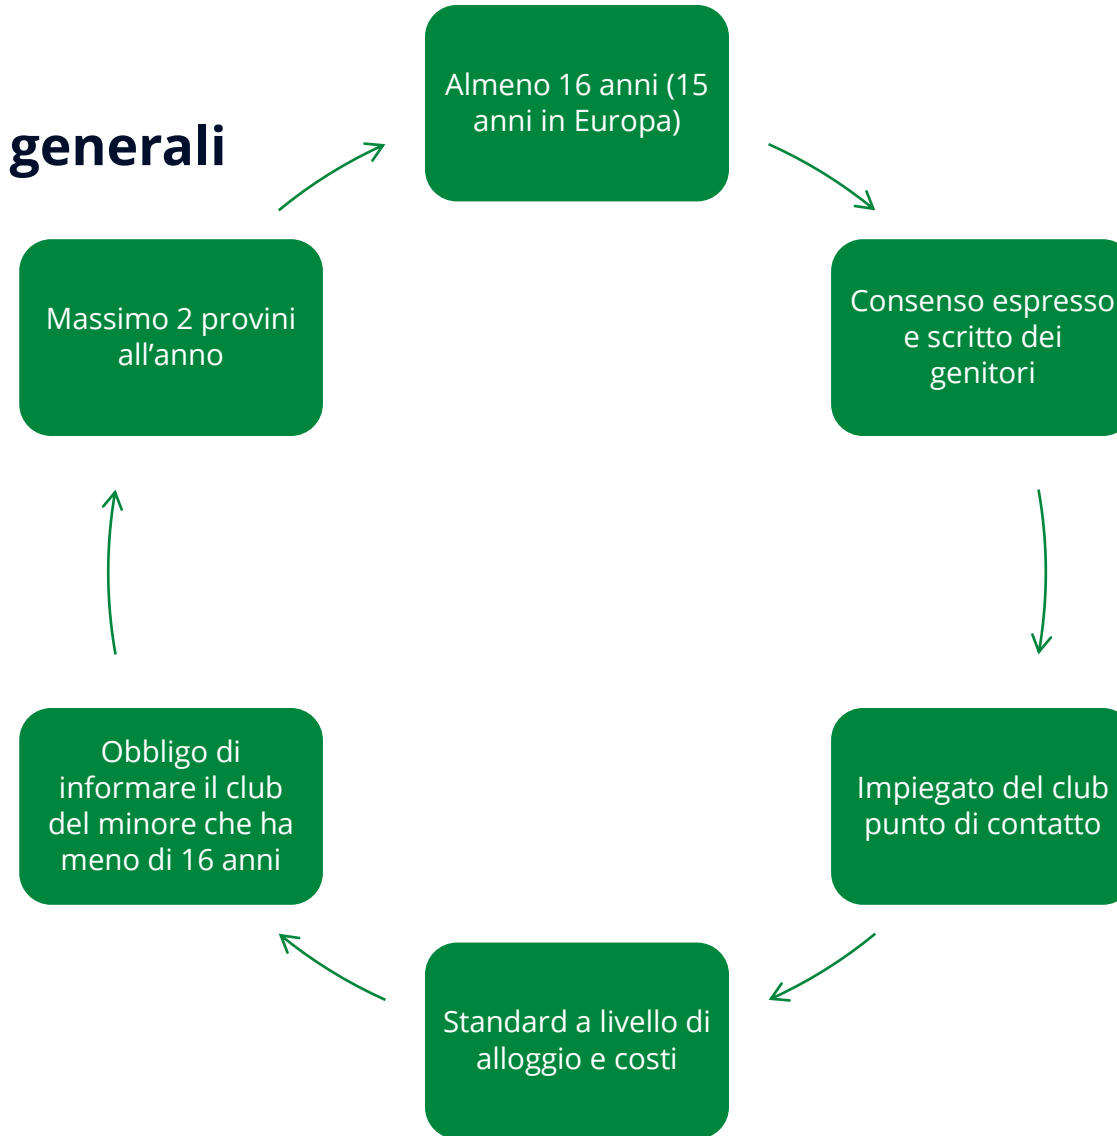 generali
Almeno 16 anni (15
anni in Europa)
Consenso espresso
e scritto dei
genitori
Impiegato del club
punto di contatto
Standard a livello di
alloggio e costi
Obbligo di
informare il club
del minore che ha
meno di 16 anni
Massimo 2 provini
all’anno